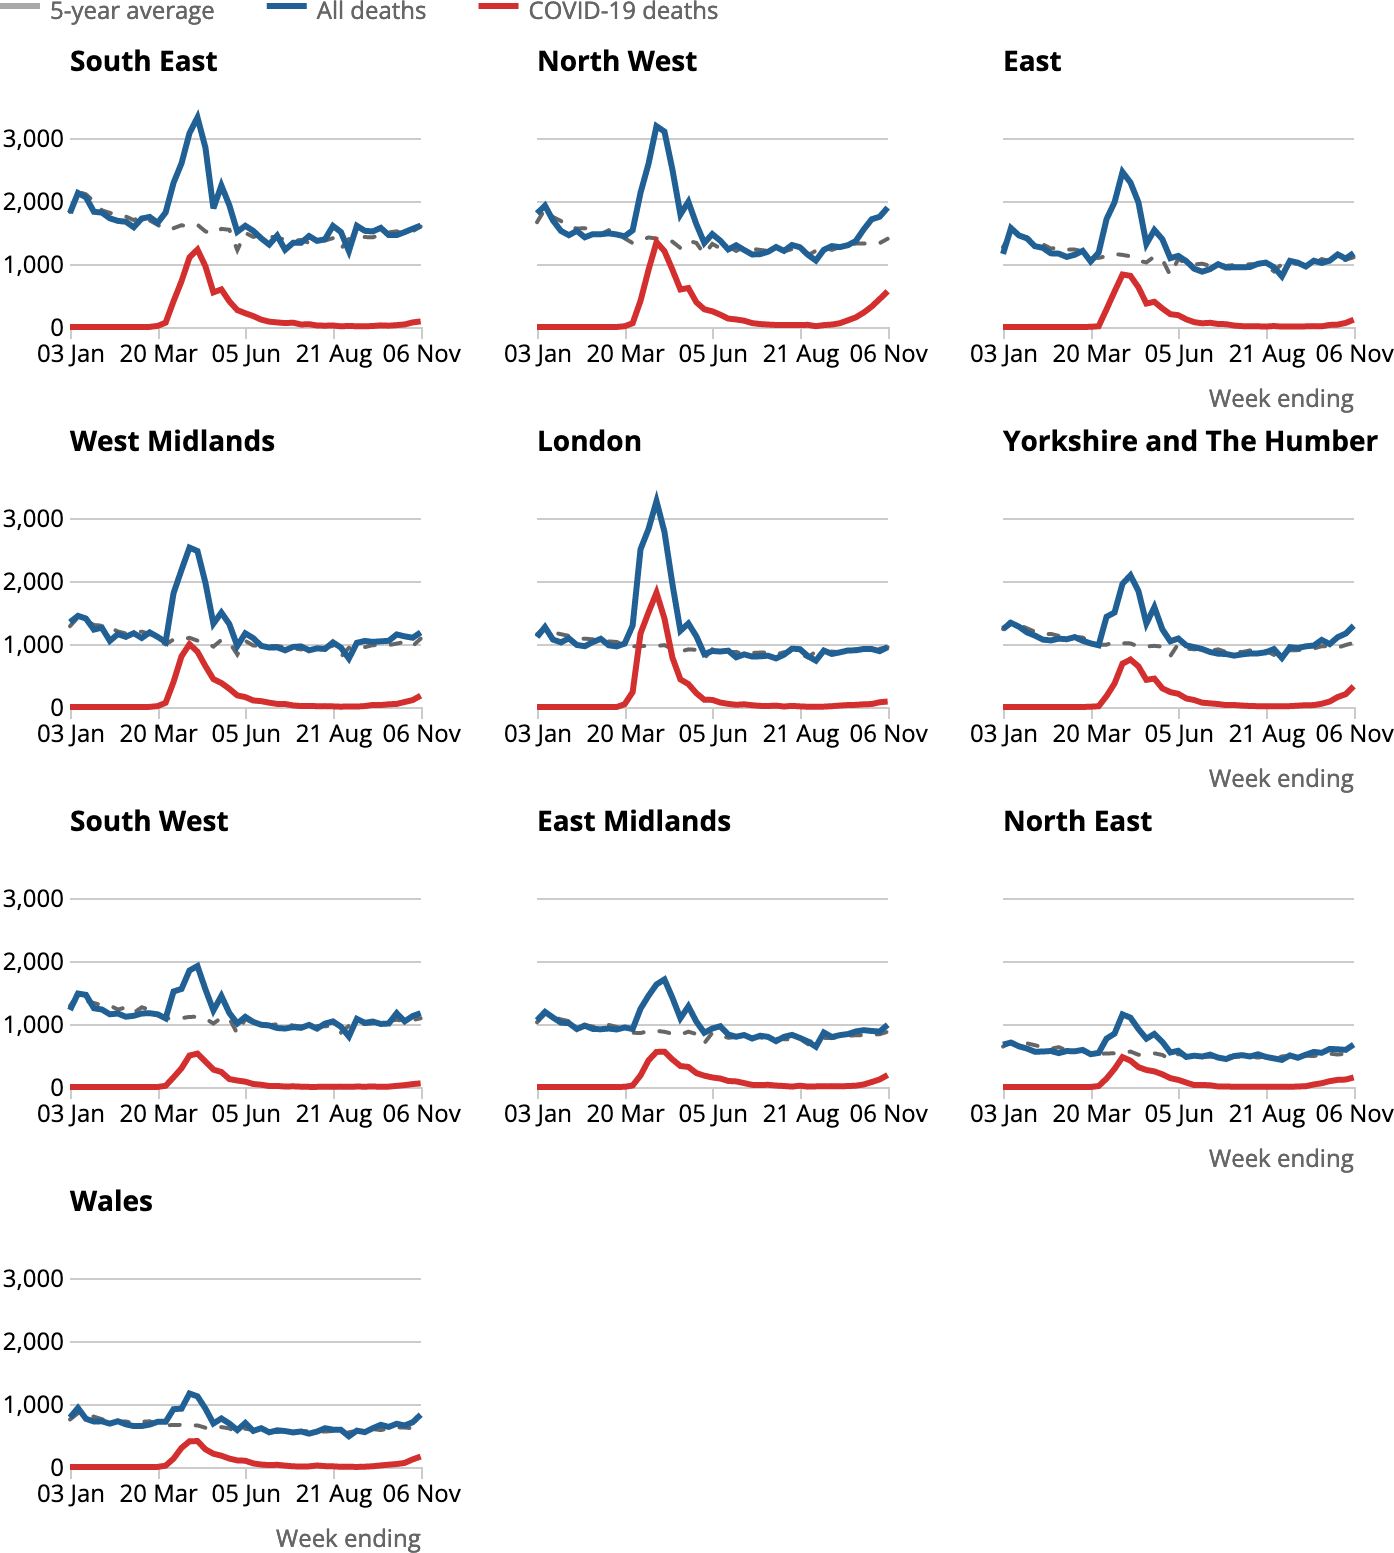 5-year average All deaths COVID-19 deaths
South East North West East
3,000
2,000
1,000
0
03 Jan 20 Mar 05 Jun 21 Aug 06 Nov 03 Jan 20 Mar 05 Jun 21 Aug 06 Nov 03 Jan 20 Mar 05 Jun 21 Aug 06 Nov
Week ending
West Midlands London Yorkshire and The Humber
3,000
2,000
1,000
0
03 Jan 20 Mar 05 Jun 21 Aug 06 Nov 03 Jan 20 Mar 05 Jun 21 Aug 06 Nov 03 Jan 20 Mar 05 Jun 21 Aug 06 Nov
Week ending
South West East Midlands North East
3,000
2,000
1,000
0
03 Jan 20 Mar 05 Jun 21 Aug 06 Nov 03 Jan 20 Mar 05 Jun 21 Aug 06 Nov 03 Jan 20 Mar 05 Jun 21 Aug 06 Nov
Week ending
Wales
3,000
2,000
1,000
0
03 Jan 20 Mar 05 Jun 21 Aug 06 Nov
Week ending